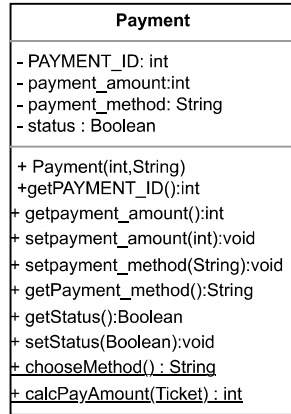 Payment
- PAYMENT_ID: int
- payment_amount:int
- payment_method: String
- status : Boolean
+ Payment(int,String)
+getPAYMENT_ID():int
+ getpayment_amount():int
+ setpayment_amount(int):void
+ setpayment_method(String):void
+ getPayment_method():String
+ getStatus():Boolean
+ setStatus(Boolean):void
+ chooseMethod() : String
+ calcPayAmount(Ticket) : int